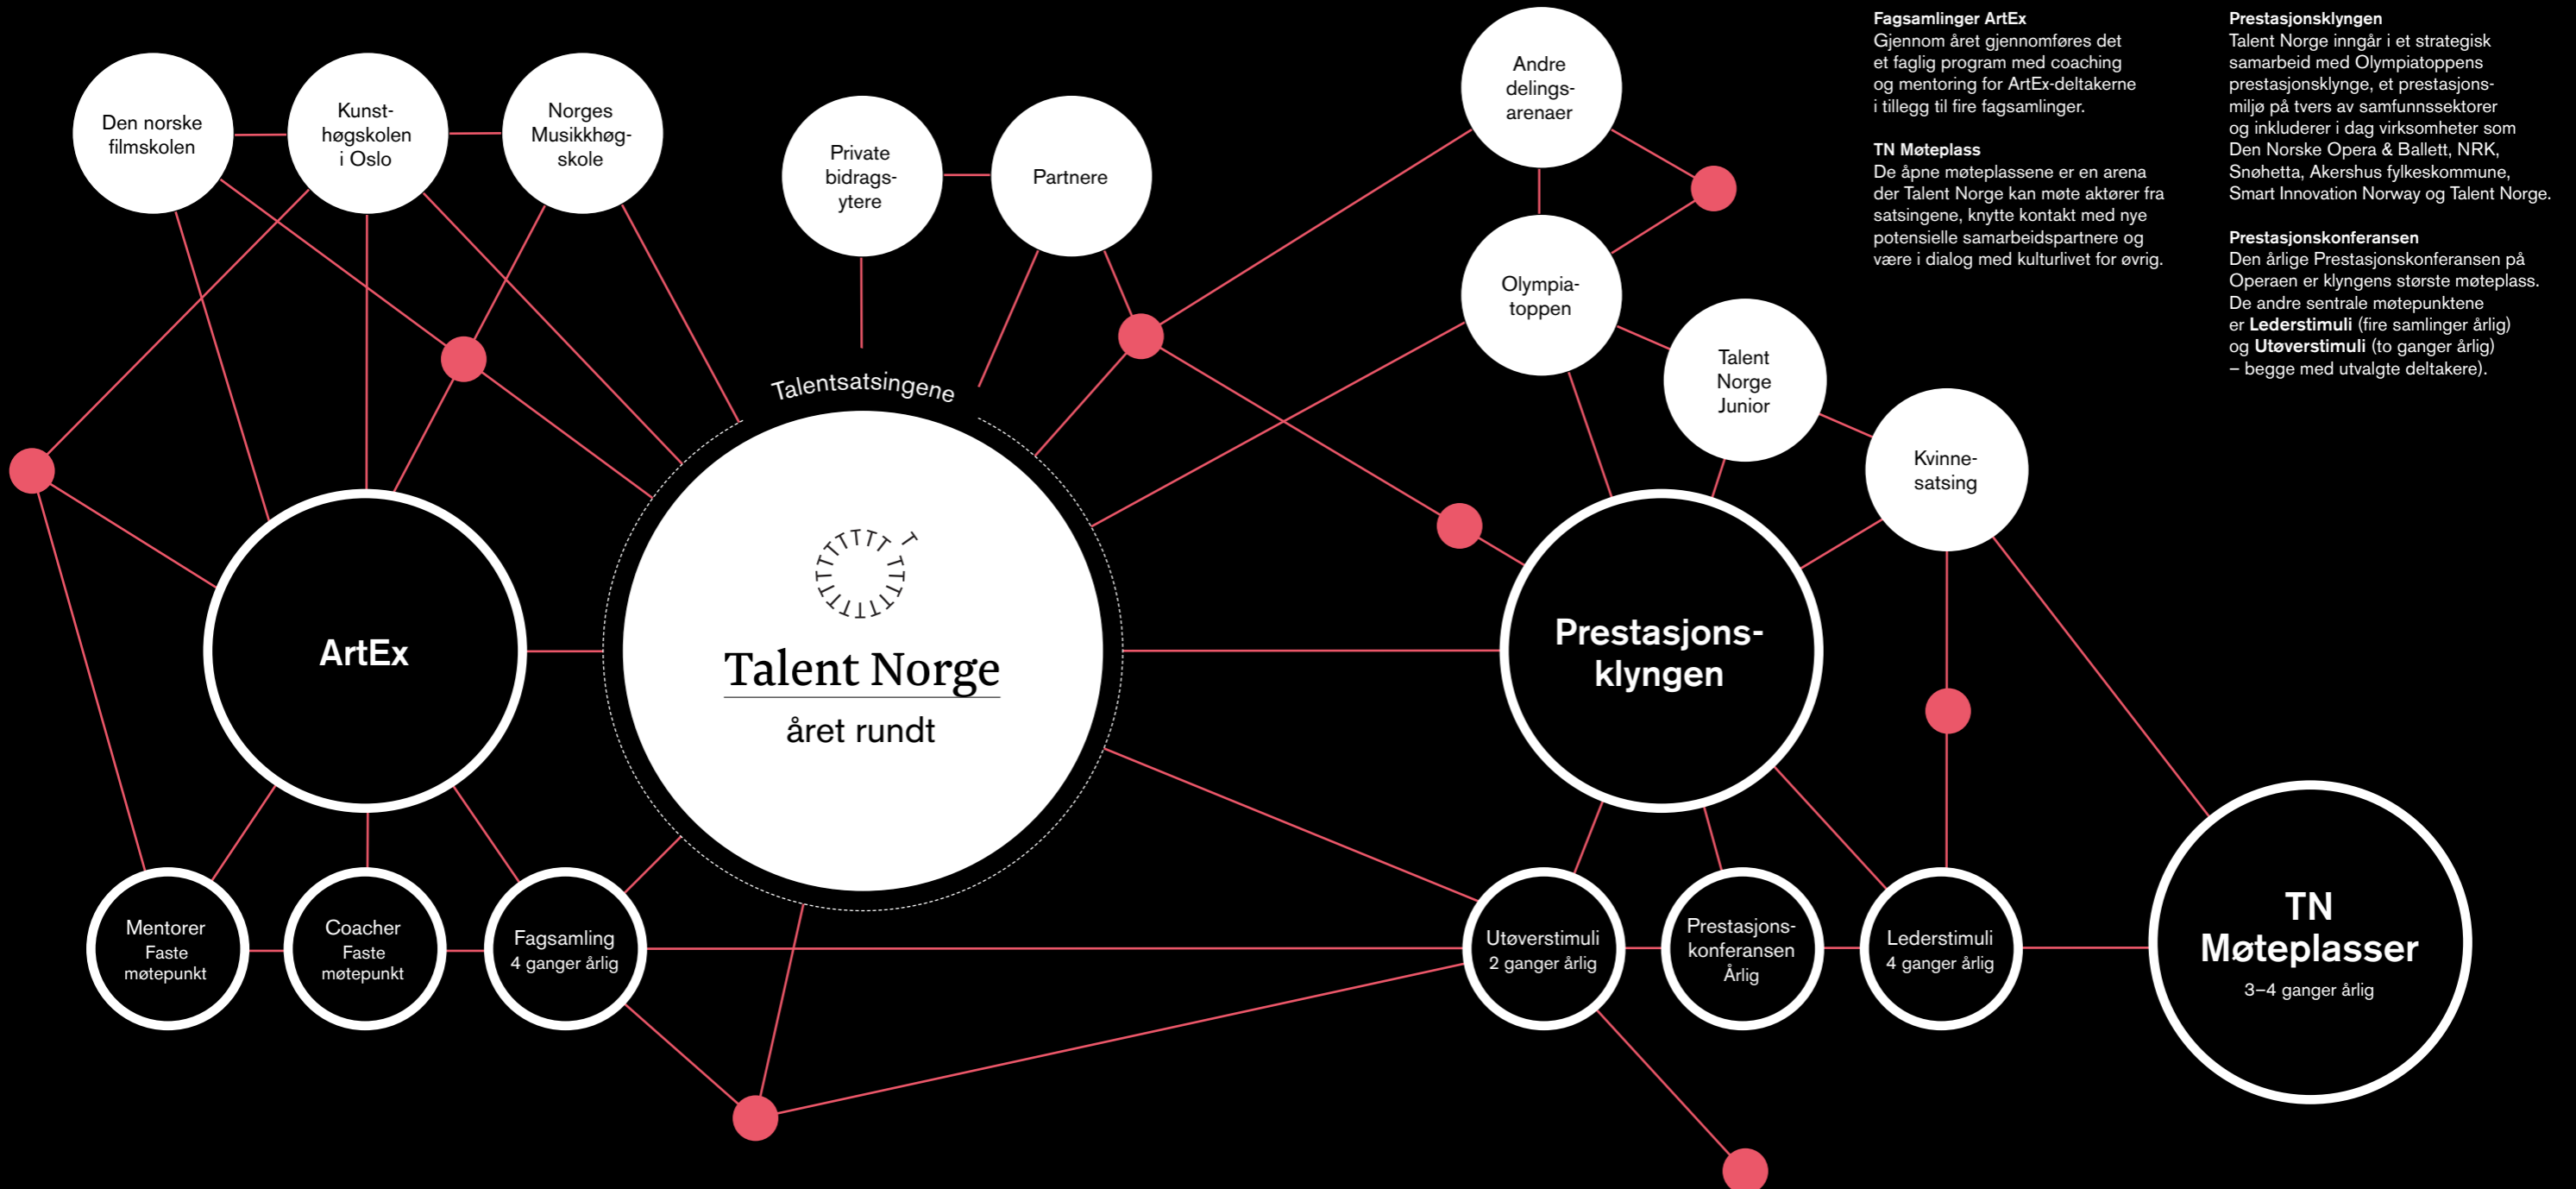 Den norske
filmskolen
Kunst-
høgskolen
i Oslo
Norges
Musikkhøg-
skole
Private
bidrags-
ytere
Partnere
Andre
delings-
arenaer
Olympia-
toppen
Talent
Norge
Junior
Kvinne-
satsing
Fagsamlinger ArtEx
Gjennom året gjennomføres det
et faglig program med coaching
og mentoring for ArtEx-deltakerne
i tillegg til fire fagsamlinger.
TN Møteplass
De åpne møteplassene er en arena
der Talent Norge kan møte aktører fra
satsingene, knytte kontakt med nye
potensielle samarbeidspartnere og
være i dialog med kulturlivet for øvrig.
Prestasjonsklyngen
Talent Norge inngår i et strategisk
samarbeid med Olympiatoppens
prestasjonsklynge, et prestasjons-
miljø på tvers av samfunnssektorer
og inkluderer i dag virksomheter som
Den Norske Opera & Ballett, NRK,
Snøhetta, Akershus fylkeskommune,
Smart Innovation Norway og Talent Norge.
Prestasjonskonferansen
Den årlige Prestasjonskonferansen på
Operaen er klyngens største møteplass.
De andre sentrale møtepunktene
er Lederstimuli (fire samlinger årlig)
og Utøverstimuli (to ganger årlig)
– begge med utvalgte deltakere).
Talentsatsingene
ArtEx
Talent Norge
året rundt
Prestasjons-
klyngen
Mentorer
Faste
møtepunkt
Coacher
Faste
møtepunkt
Fagsamling
4 ganger årlig
Utøverstimuli
2 ganger årlig
Prestasjons-
konferansen
Årlig
Lederstimuli
4 ganger årlig
TN
Møteplasser
3–4 ganger årlig